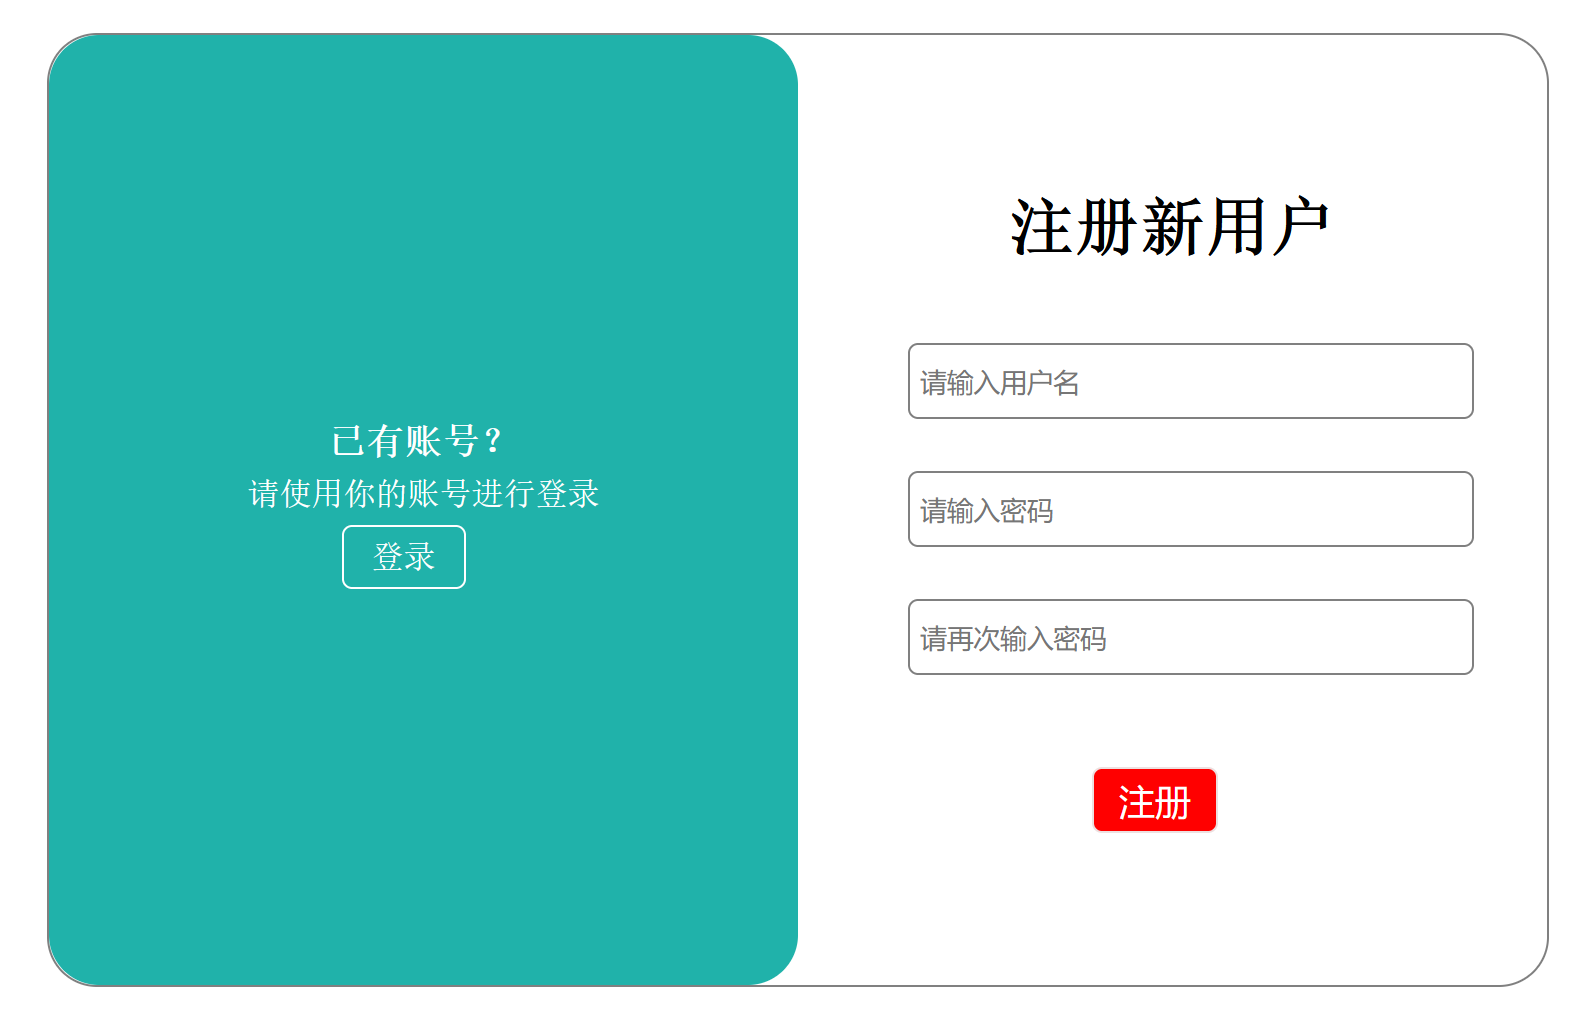 已有账号？
请使用你的账号进行登录
登录
注册新用户
请输入用户名
请输入密码
请再次输入密码
注册